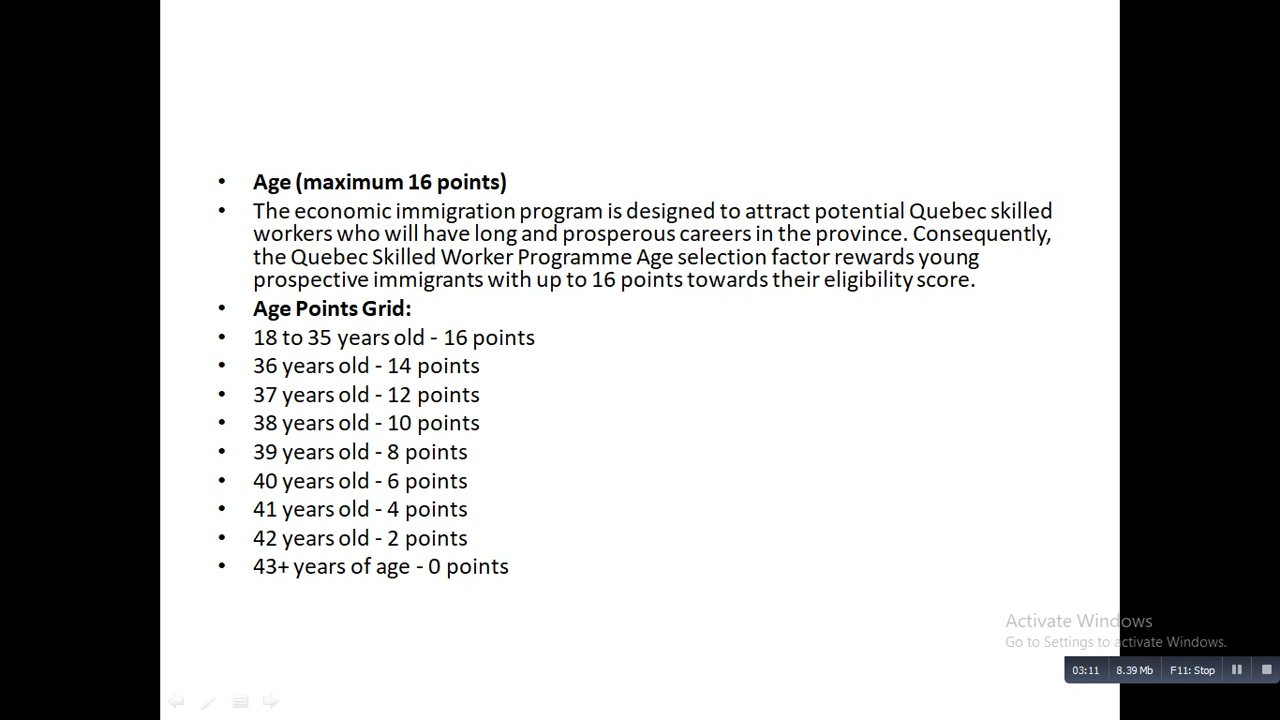 • Age (maximum 16 points)
• The economic immigration program is designed to attract potential Quebec skilled
workers who will have long and prosperous careers in the province. Consequently,
the Quebec Skilled Worker Programme Age selection factor rewards young
prospective immigrants with up to 16 points towards their eligibility score.
• Age Points Grid:
• 18 to 35 years old - 16 points
• 36 years old - 14 points
• 37 years old - 12 points
• 38 years old - 10 points
• 39 years old - 8 points
• 40 years old - 6 points
• 41 years old - 4 points
• 42 years old - 2 points
• 43+ years of age - 0 points
Activate Windows
Go to Settings to activate Windows.
03:11 8.39 Mb F11: Stop